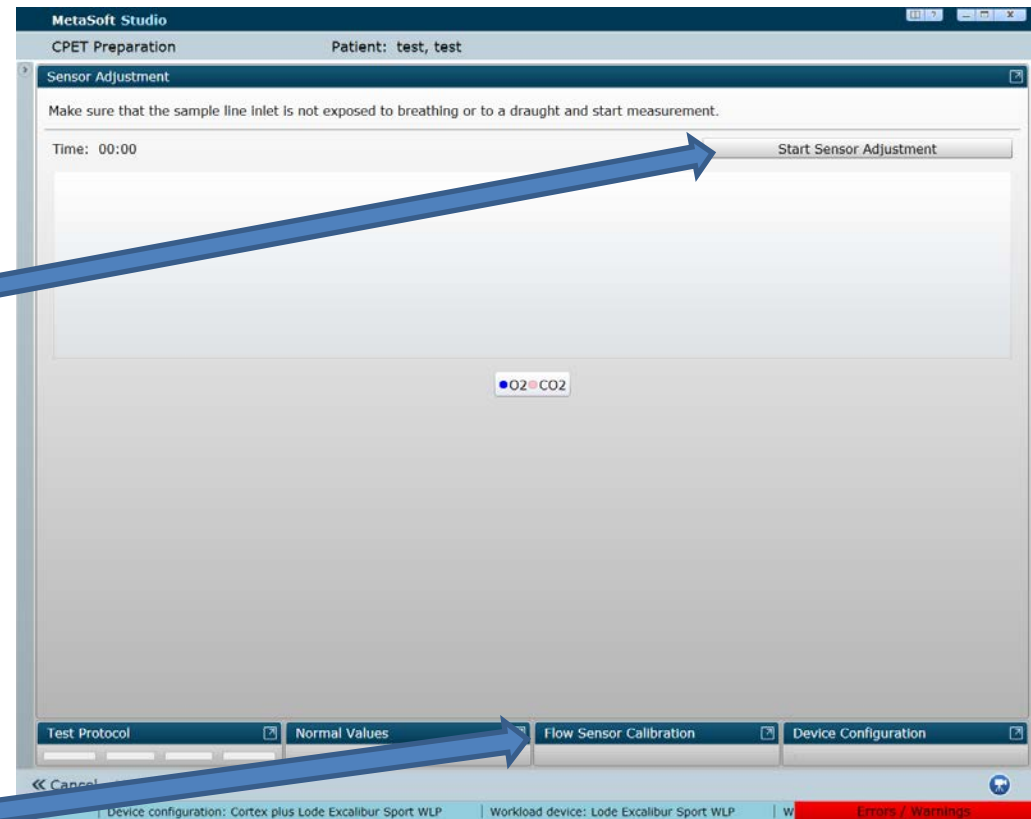 MetaSoft Studio
CPET Preparation Patient: test, test
Sensor Adjustment
Make sure that the sample line inlet is not exposed to breathing or to a draught and start measurement.
Time: 00:00 Start Sensor Adjustment
O2 CO2
Test Protocol Normal Values Flow Sensor Calibration Device Configuration
« Cancel
Device configuration: Cortex plus Lode Excalibur Sport WLP Workload device: Lode Excalibur Sport WLP W Errors / Warnings